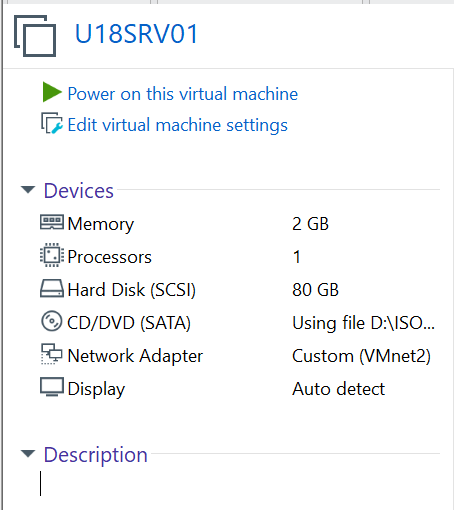 U18SRV01
Power on this virtual machine
Edit virtual machine settings
Devices
Memory 2 GB
Processors 1
Hard Disk (SCSI) 80 GB
CD/DVD (SATA) Using file D:\ISO...
Network Adapter Custom (VMnet2)
Display Auto detect
Description